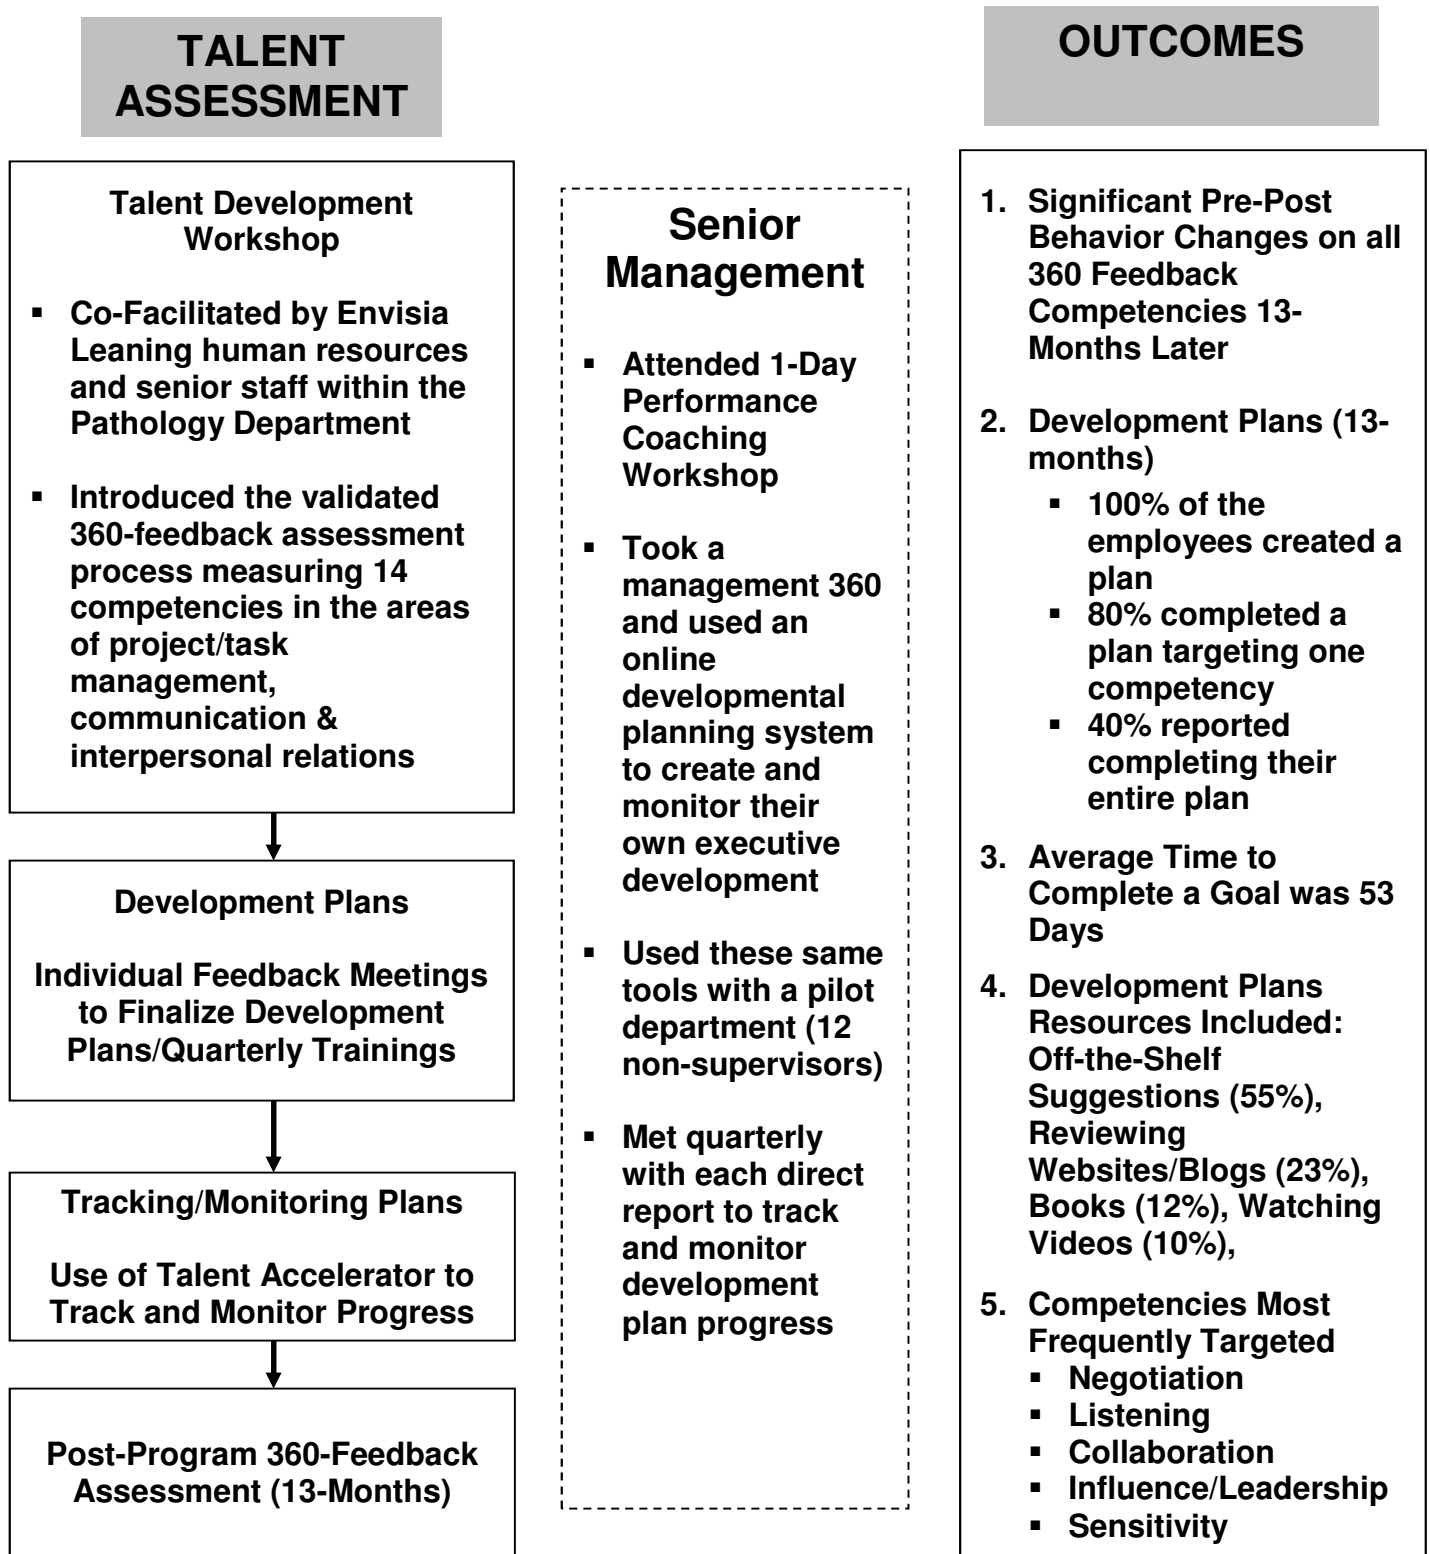 TALENT
ASSESSMENT
Talent Development
Workshop
▪ Co-Facilitated by Envisia
Leaning human resources
and senior staff within the
Pathology Department
▪ Introduced the validated
360-feedback assessment
process measuring 14
competencies in the areas
of project/task
management,
communication &
interpersonal relations
Development Plans
Individual Feedback Meetings
to Finalize Development
Plans/Quarterly Trainings
Tracking/Monitoring Plans
Use of Talent Accelerator to
Track and Monitor Progress
Post-Program 360-Feedback
Assessment (13-Months)
Senior
Management
▪ Attended 1-Day
Performance
Coaching
Workshop
▪ Took a
management 360
and used an
online
developmental
planning system
to create and
monitor their
own executive
development
▪ Used these same
tools with a pilot
department (12
non-supervisors)
▪ Met quarterly
with each direct
report to track
and monitor
development
plan progress
OUTCOMES
1. Significant Pre-Post
Behavior Changes on all
360 Feedback
Competencies 13-
Months Later
2. Development Plans (13-
months)
▪ 100% of the
employees created a
plan
▪ 80% completed a
plan targeting one
competency
▪ 40% reported
completing their
entire plan
3. Average Time to
Complete a Goal was 53
Days
4. Development Plans
Resources Included:
Off-the-Shelf
Suggestions (55%),
Reviewing
Websites/Blogs (23%),
Books (12%), Watching
Videos (10%),
5. Competencies Most
Frequently Targeted
▪ Negotiation
▪ Listening
▪ Collaboration
▪ Influence/Leadership
▪ Sensitivity